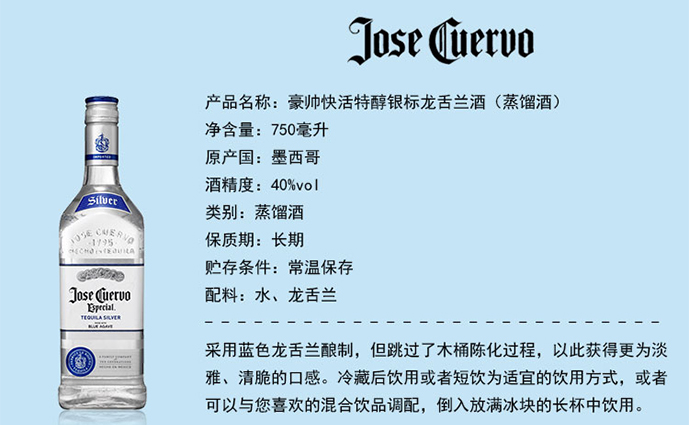 Jose Cuervo
产品名称：豪帅快活特醇银标龙舌兰酒（蒸馏酒）
净含量：750毫升
原产国：墨西哥
酒精度：40%vol
类别：蒸馏酒
保质期：长期
贮存条件：常温保存
配料：水、龙舌兰
采用蓝色龙舌兰酿制，但跳过了木桶陈化过程，以此获得更为淡
雅、清脆的口感。冷藏后饮用或者短饮为适宜的饮用方式，或者
可以与您喜欢的混合饮品调配，倒入放满冰块的长杯中饮用。
Silver
JOSE CUERVO
1795
HECHO EN TEQUILA
Jose Cuervo
Especial
TEQUILA SILVER
BLUE AGAVE